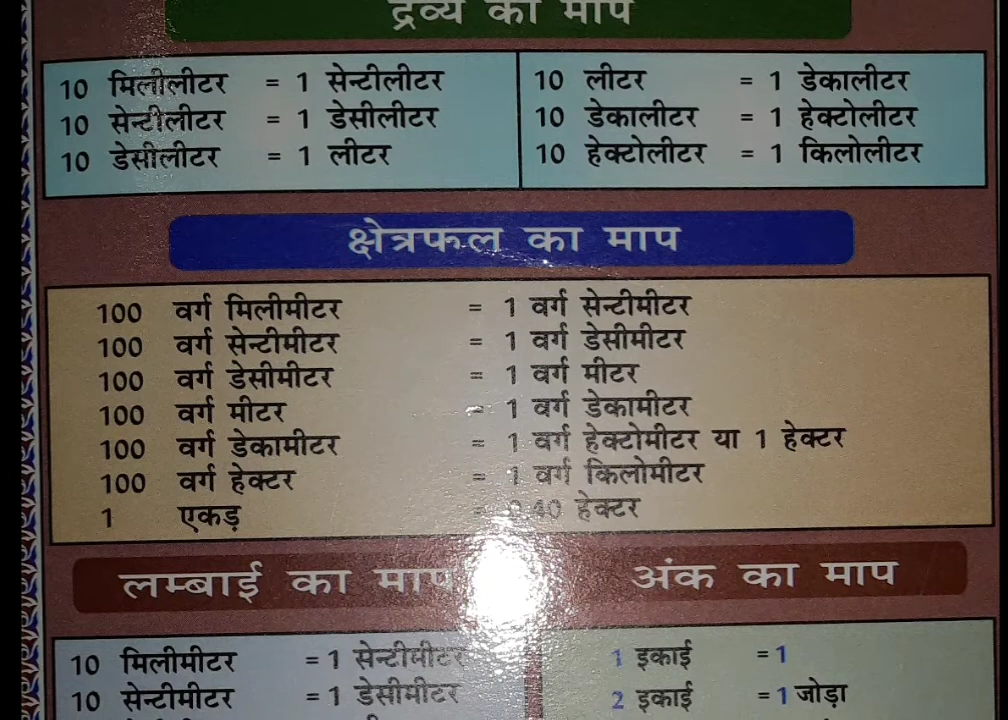 द्रव्य का माप
10 मिलीलीटर = 1 सेन्टीलीटर
10 सेन्टीलीटर = 1 डेसीलीटर
10 डेसीलीटर = 1 लीटर
10 लीटर = 1 डेकालीटर
10 डेकालीटर = 1 हेक्टोलीटर
10 हेक्टोलीटर = 1 किलोलीटर
क्षेत्रफल का माप
100 वर्ग मिलीमीटर = 1 वर्ग सेन्टीमीटर
100 वर्ग सेन्टीमीटर = 1 वर्ग डेसीमीटर
100 वर्ग डेसीमीटर = 1 वर्ग मीटर
100 वर्ग मीटर = 1 वर्ग डेकामीटर
100 वर्ग डेकामीटर = 1 वर्ग हेक्टोमीटर या 1 हेक्टर
100 वर्ग हेक्टर = 1 वर्ग किलोमीटर
1 एकड़ = 0.40 हेक्टर
लम्बाई का माप
10 मिलीमीटर = 1 सेन्टीमीटर
10 सेन्टीमीटर = 1 डेसीमीटर
अंक का माप
1 इकाई = 1
2 इकाई = 1 जोड़ा